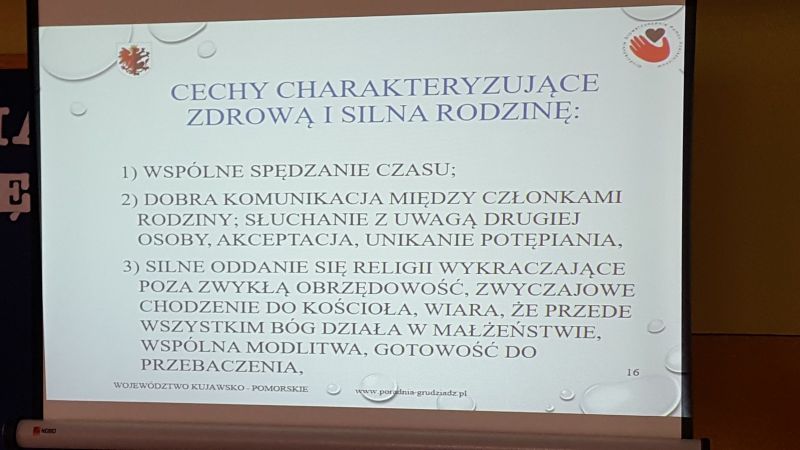 CECHY CHARAKTERYZUJĄCE
ZDROWĄ I SILNA RODZINĘ:
1) WSPÓLNE SPĘDZANIE CZASU;
2) DOBRA KOMUNIKACJA MIĘDZY CZŁONKAMI
RODZINY; SŁUCHANIE Z UWAGĄ DRUGIEJ
OSOBY, AKCEPTACJA, UNIKANIE POTĘPIANIA,
3) SILNE ODDANIE SIĘ RELIGII WYKRACZAJĄCE
POZA ZWYKŁĄ OBRZĘDOWOŚĆ, ZWYCZAJOWE
CHODZENIE DO KOŚCIOŁA, WIARA, ŻE PRZEDE
WSZYSTKIM BÓG DZIAŁA W MAŁŻEŃSTWIE,
WSPÓLNA MODLITWA, GOTOWOŚĆ DO
PRZEBACZENIA,
16
WOJEWÓDZTWO KUJAWSKO - POMORSKIE
www.poradnia-grudziadz.pl